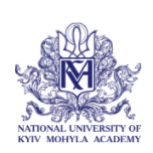 NATIONAL UNIVERSITY OF
KYIV MOHYLA ACADEMY